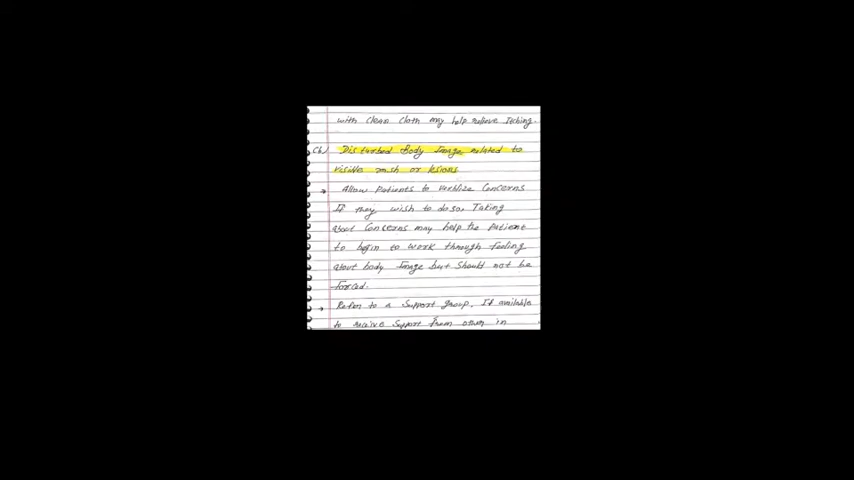 with clean cloth may help relieve Itching.
(b) Disturbed Body Image related to
visible rash or lesions
→ Allow Patients to verblize Concerns
If they wish to do so, Taking
about Concerns may help the Patient
to begin to work through feeling
about body Image but should not be
forced.
→ Refer to a Support group, If available
to receive Support from others in